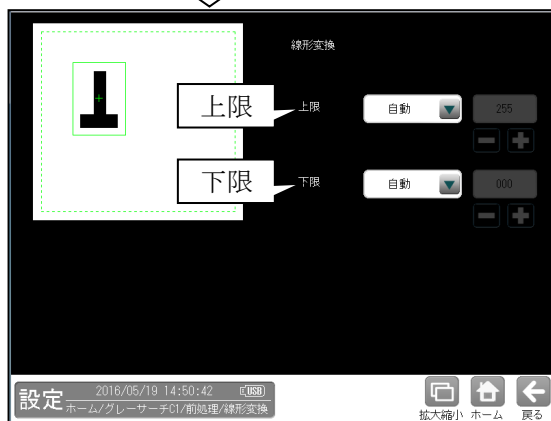 線形変換
上限
上限
自動
255
下限
下限
自動
000
設定
2016/05/19 14:50:42
USB
ホーム/グレーサーチC1/前処理/線形変換
拡大縮小
ホーム
戻る